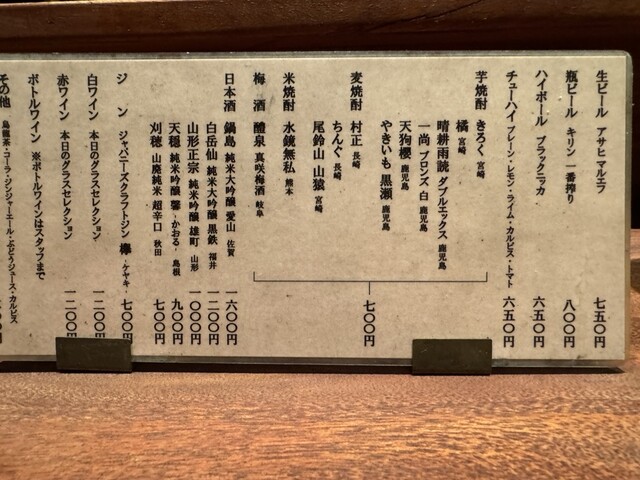 生ビール アサヒ マルエフ 七五〇円
瓶ビール キリン 一番搾り 八〇〇円
ハイボール ブラックニッカ 六五〇円
チューハイ プレーン・レモン・ライム・カルピス・トマト 六五〇円
芋焼酎 きろく 宮崎
橘 宮崎
晴耕雨読 ダブルエックス 鹿児島
一尚 ブロンズ 白 鹿児島
天狗櫻 鹿児島
やきいも 黒瀬 鹿児島
麦焼酎 村正 長崎
ちんぐ 長崎
尾鈴山 山猿 宮崎
米焼酎 水鏡無私 熊本
梅酒 醴泉 真咲梅酒 岐阜
七〇〇円
日本酒 鍋島 純米大吟醸 愛山 佐賀 一六〇〇円
白岳仙 純米大吟醸 黒鉄 福井 一二〇〇円
山形正宗 純米吟醸 雄町 山形 一〇〇〇円
天穏 純米吟醸 馨 -かおる- 島根 九〇〇円
刈穂 山廃純米 超辛口 秋田 七〇〇円
ジン ジャパニーズクラフトジン 欅 -ケヤキ- 七〇〇円
白ワイン 本日のグラスセレクション 一二〇〇円
赤ワイン 本日のグラスセレクション 一二〇〇円
ボトルワイン ※ボトルワインはスタッフまで
その他 烏龍茶・コーラ・ジンジャーエール・ぶどうジュース・カルピス